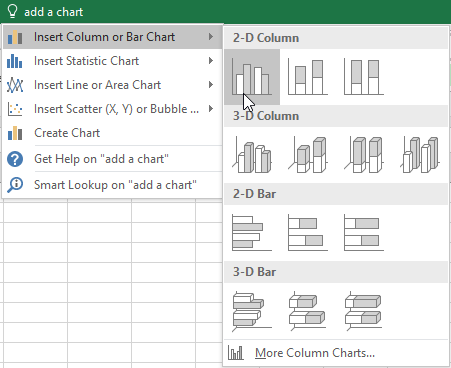 add a chart
Insert Column or Bar Chart
Insert Statistic Chart
Insert Line or Area Chart
Insert Scatter (X, Y) or Bubble ...
Create Chart
Get Help on "add a chart"
Smart Lookup on "add a chart"
2-D Column
3-D Column
2-D Bar
3-D Bar
More Column Charts...